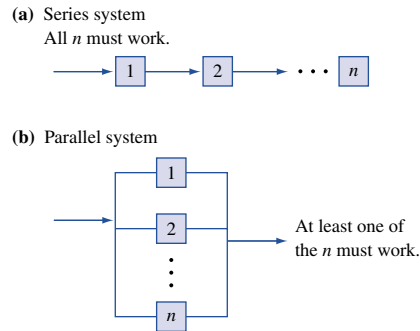 (a) Series system
All n must work.
1 2 ··· n
(b) Parallel system
1
2
⋮
n
At least one of
the n must work.